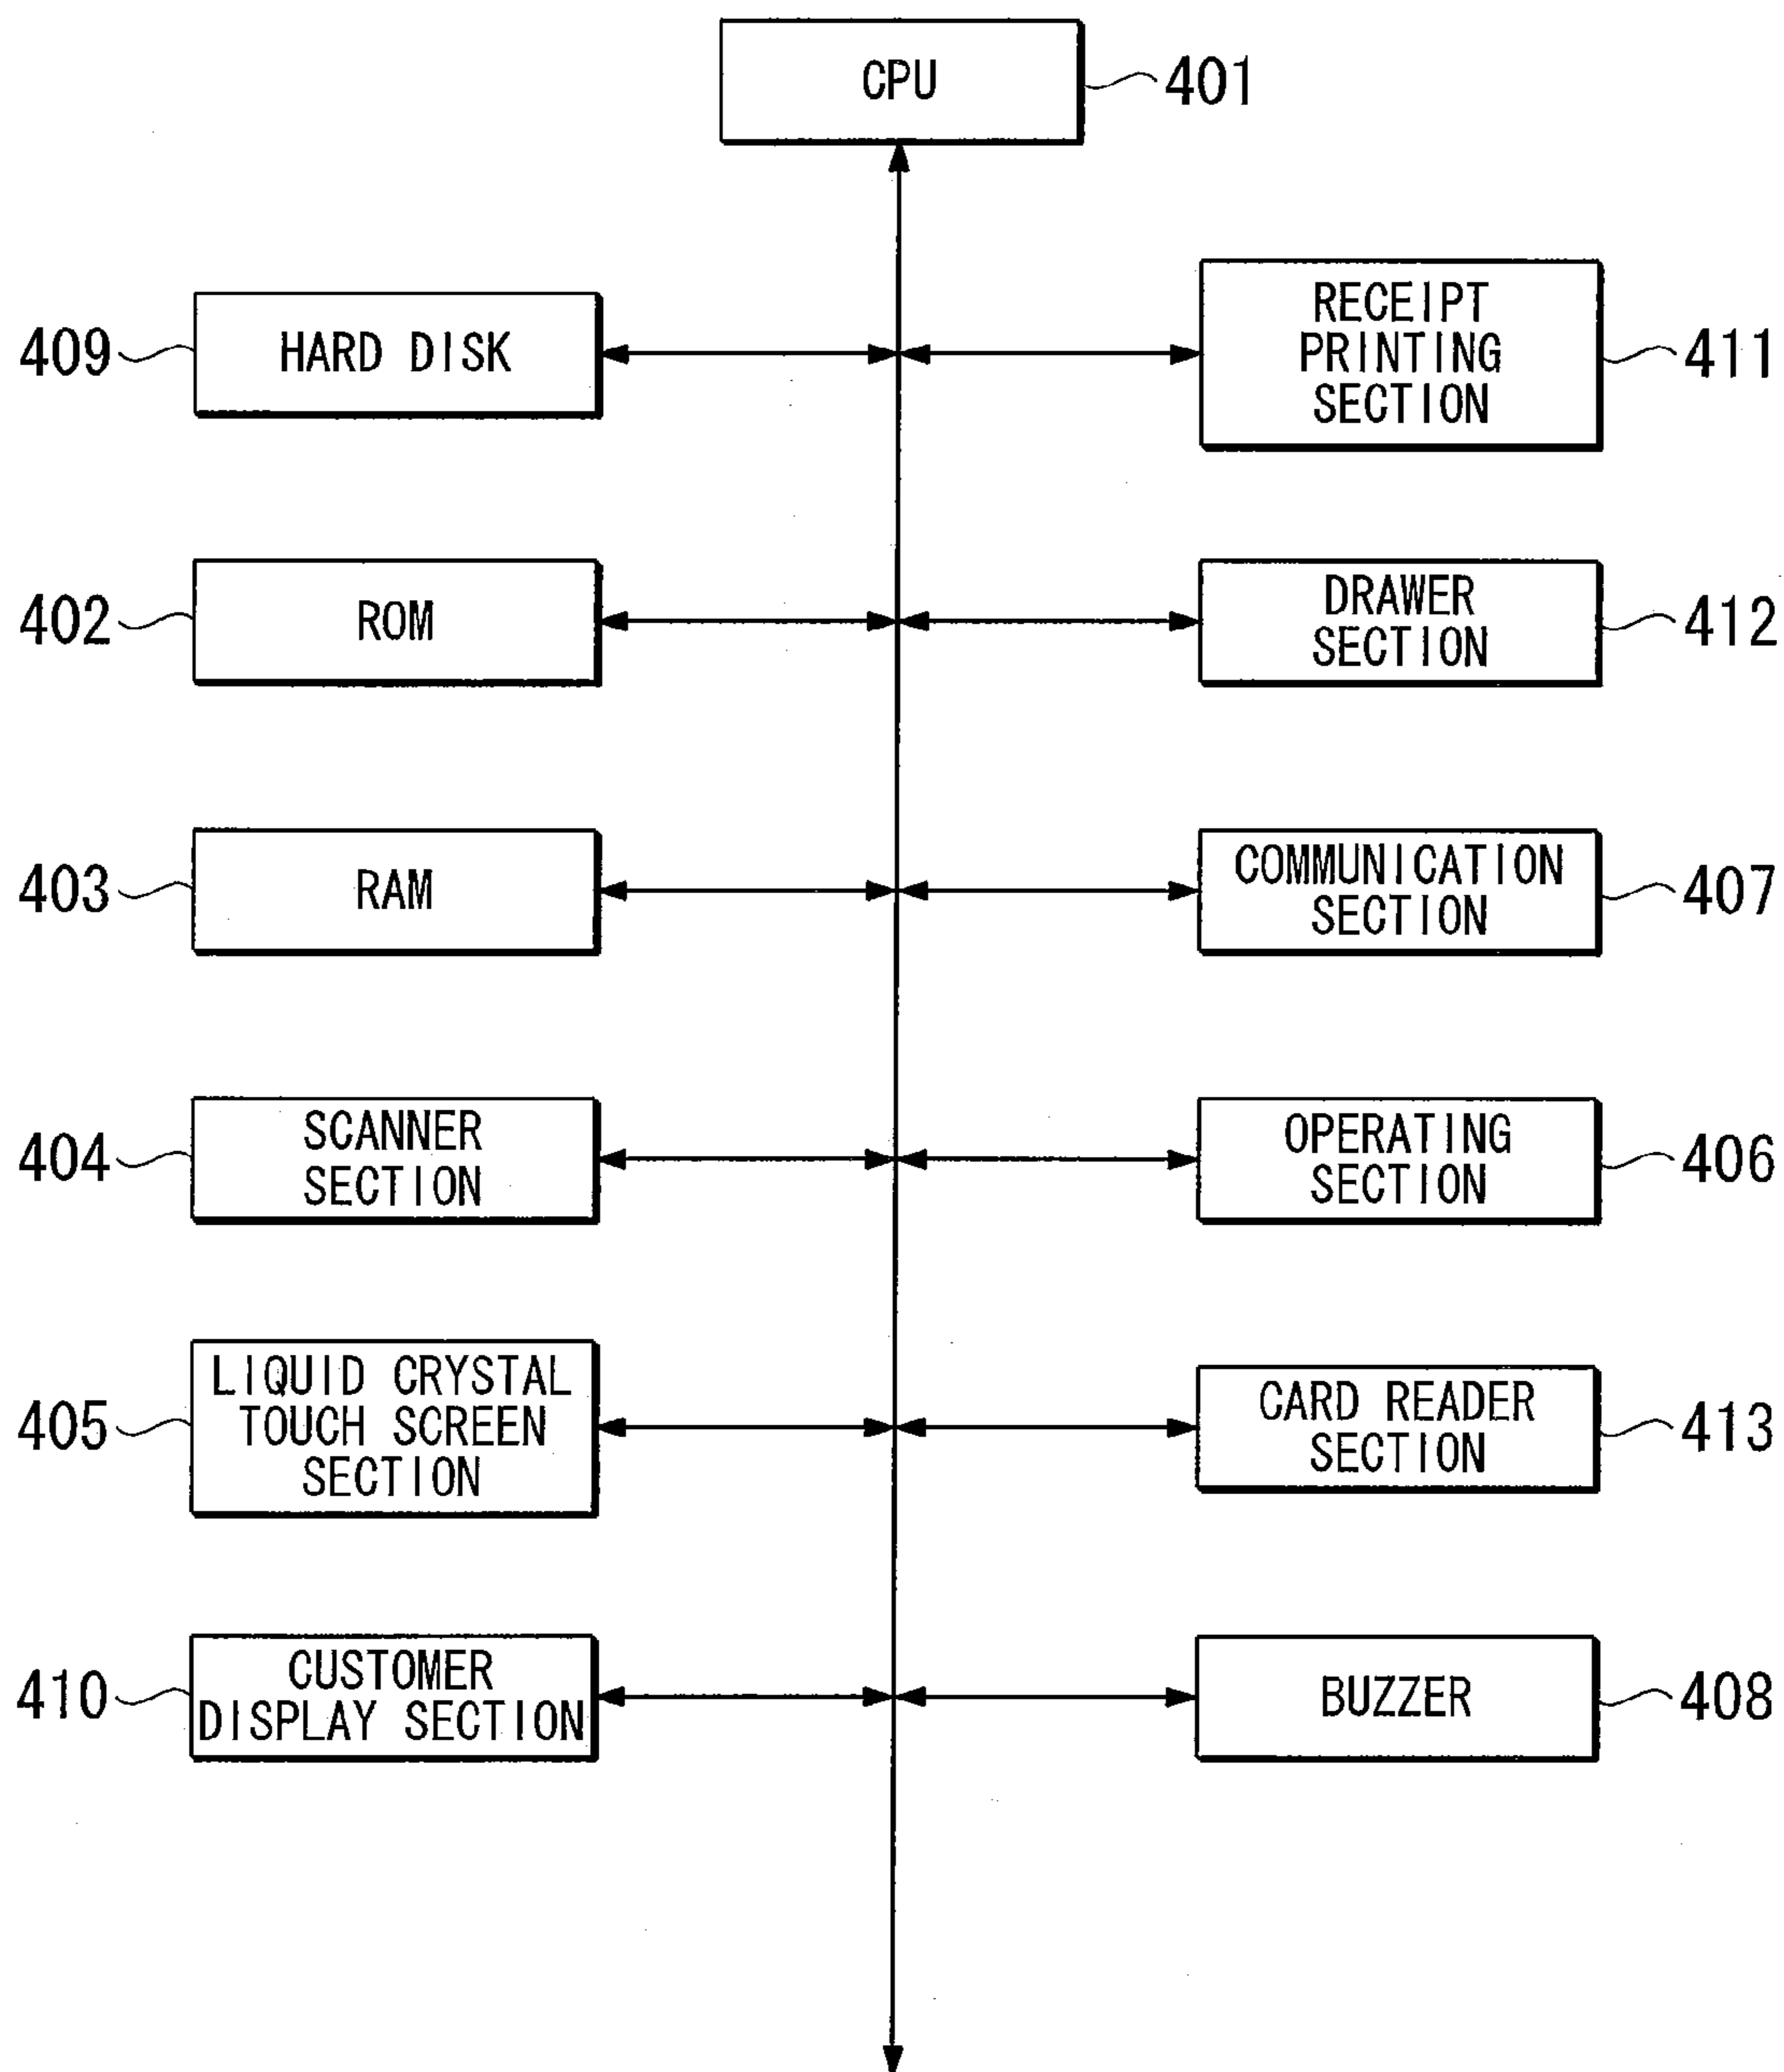 CPU
401
409
HARD DISK
RECEIPT
PRINTING
SECTION
411
402
ROM
DRAWER
SECTION
412
403
RAM
COMMUNICATION
SECTION
407
404
SCANNER
SECTION
OPERATING
SECTION
406
405
LIQUID CRYSTAL
TOUCH SCREEN
SECTION
CARD READER
SECTION
413
410
CUSTOMER
DISPLAY SECTION
BUZZER
408